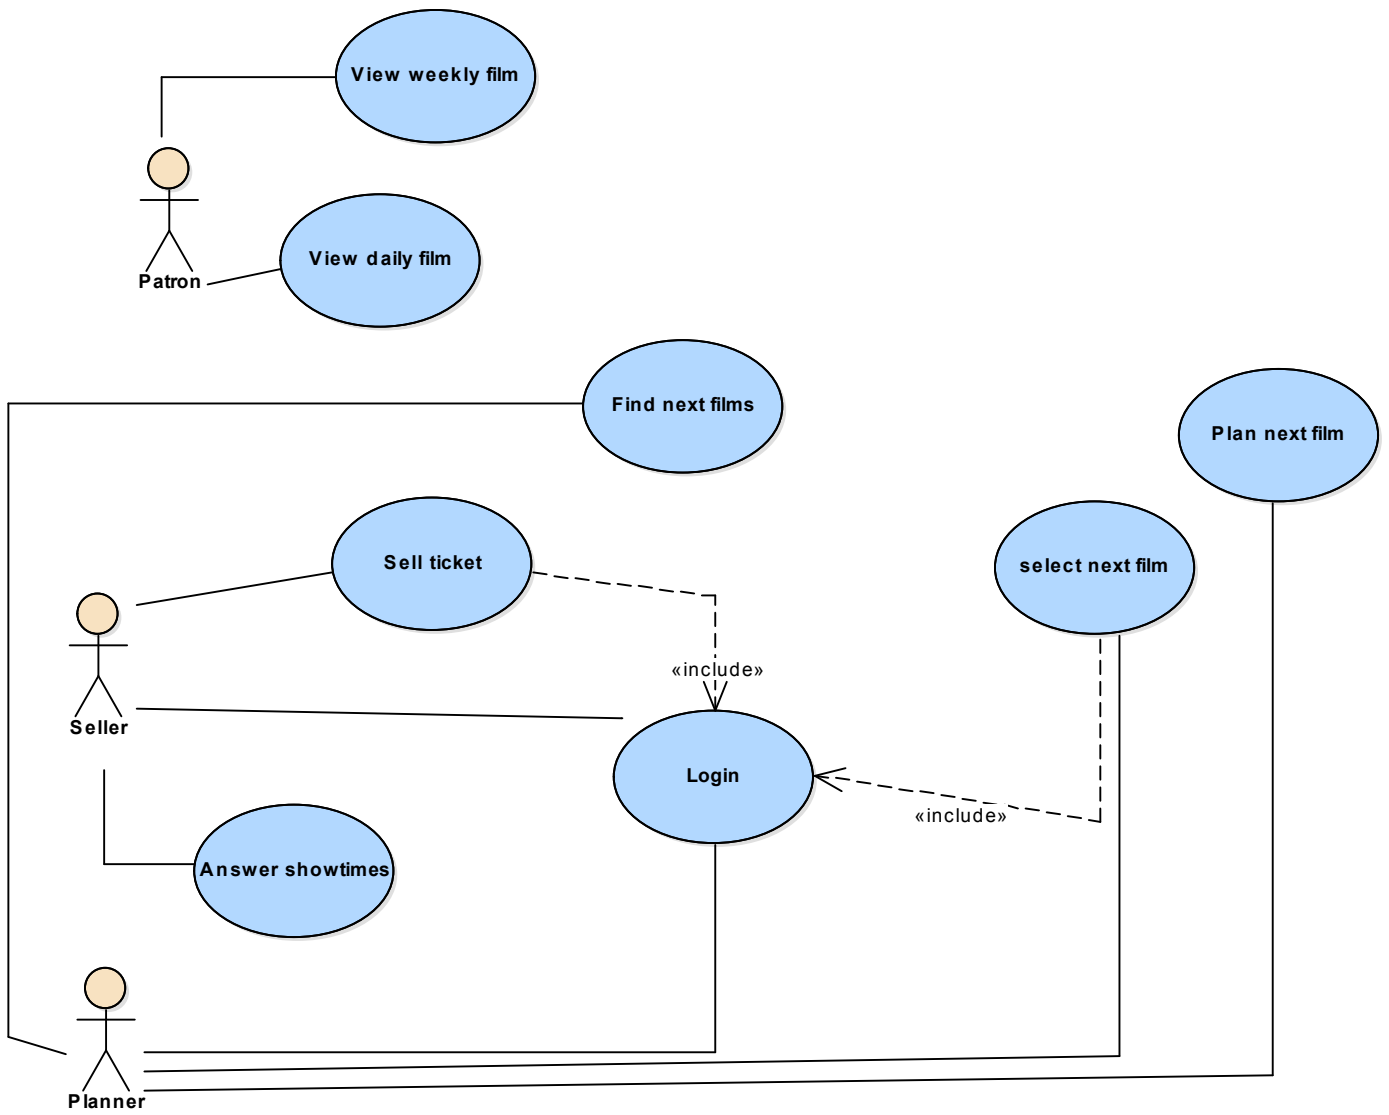 View weekly film
View daily film
Patron
Find next films
Plan next film
Sell ticket
select next film
«include»
Seller
Login
«include»
Answer showtimes
Planner